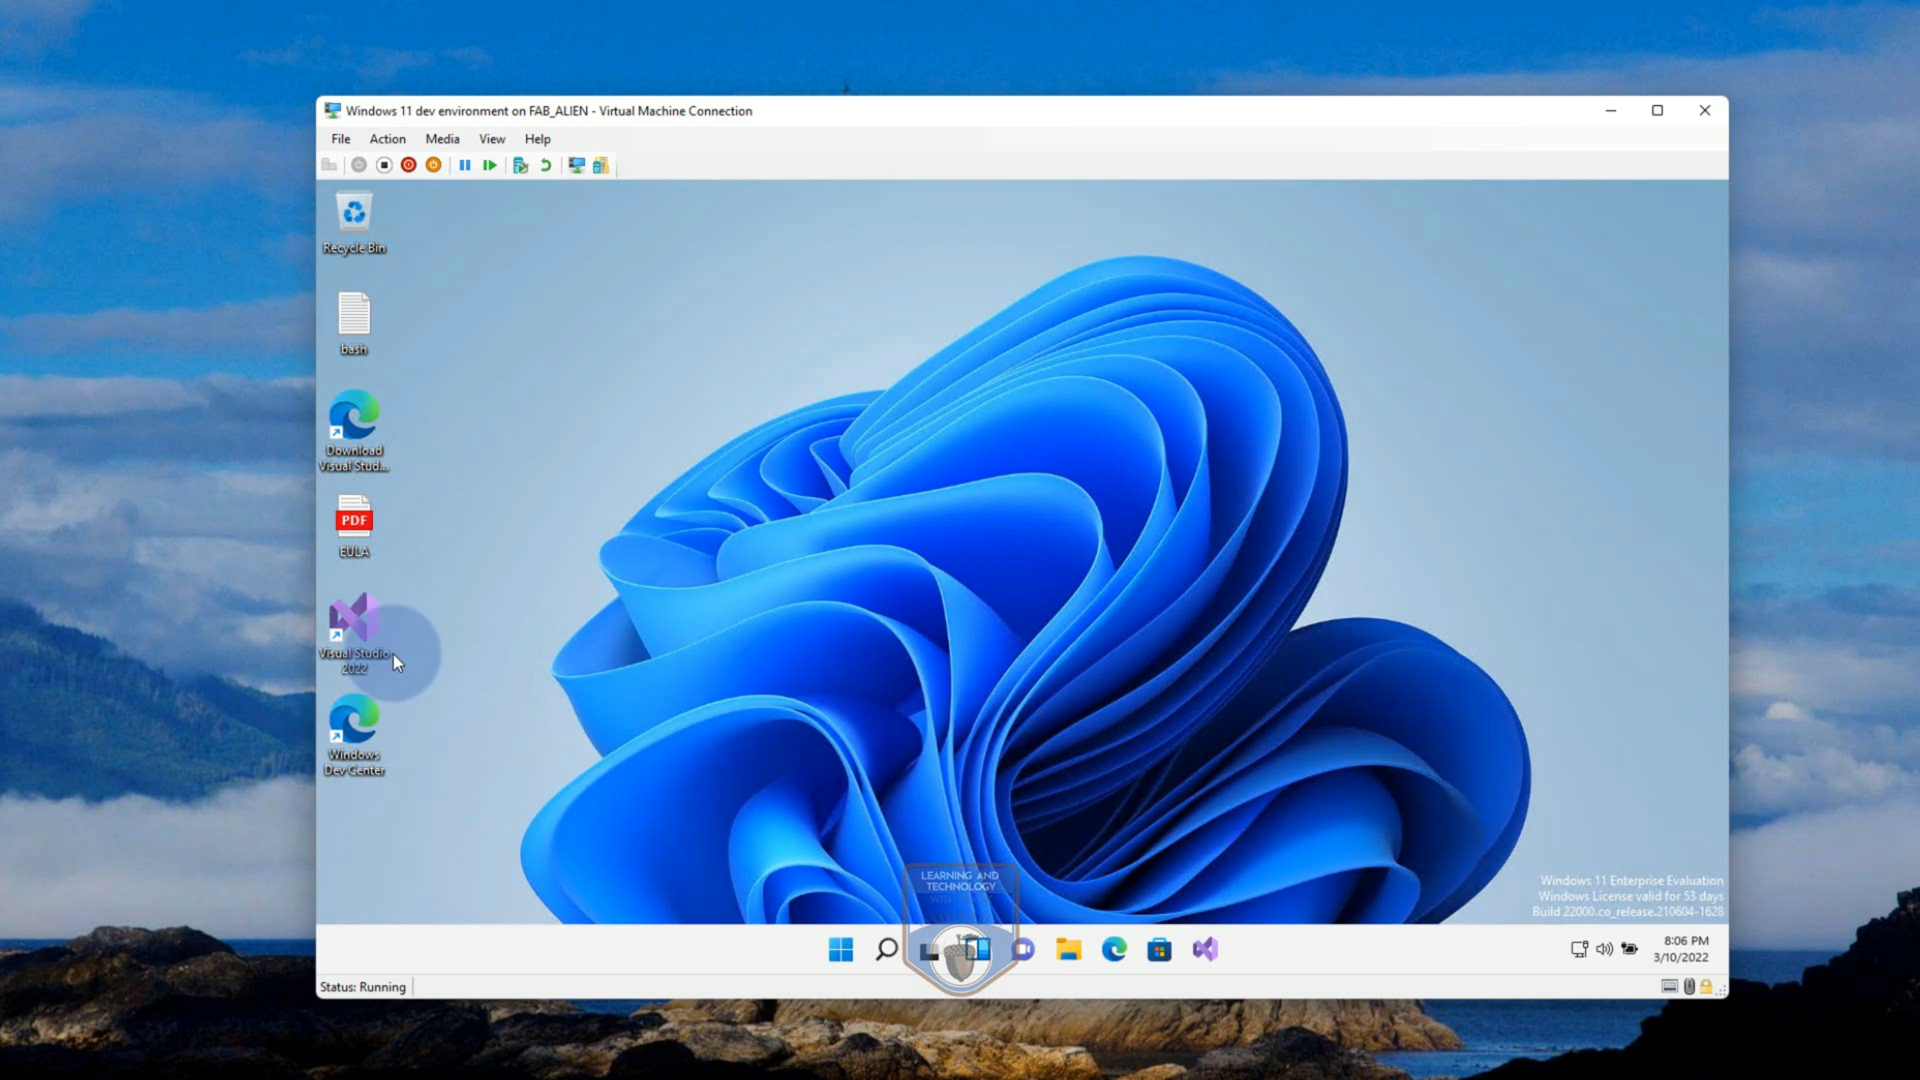 Windows 11 dev environment on FAB_ALIEN - Virtual Machine Connection
File Action Media View Help
Recycle Bin
bash
Download
Visual Stud...
PDF
EULA
Visual Studio
2022
Windows
Dev Center
LEARNING AND
TECHNOLOGY
Windows 11 Enterprise Evaluation
Windows License valid for 53 days
Build 22000.co_release.210604-1628
8:06 PM
3/10/2022
Status: Running